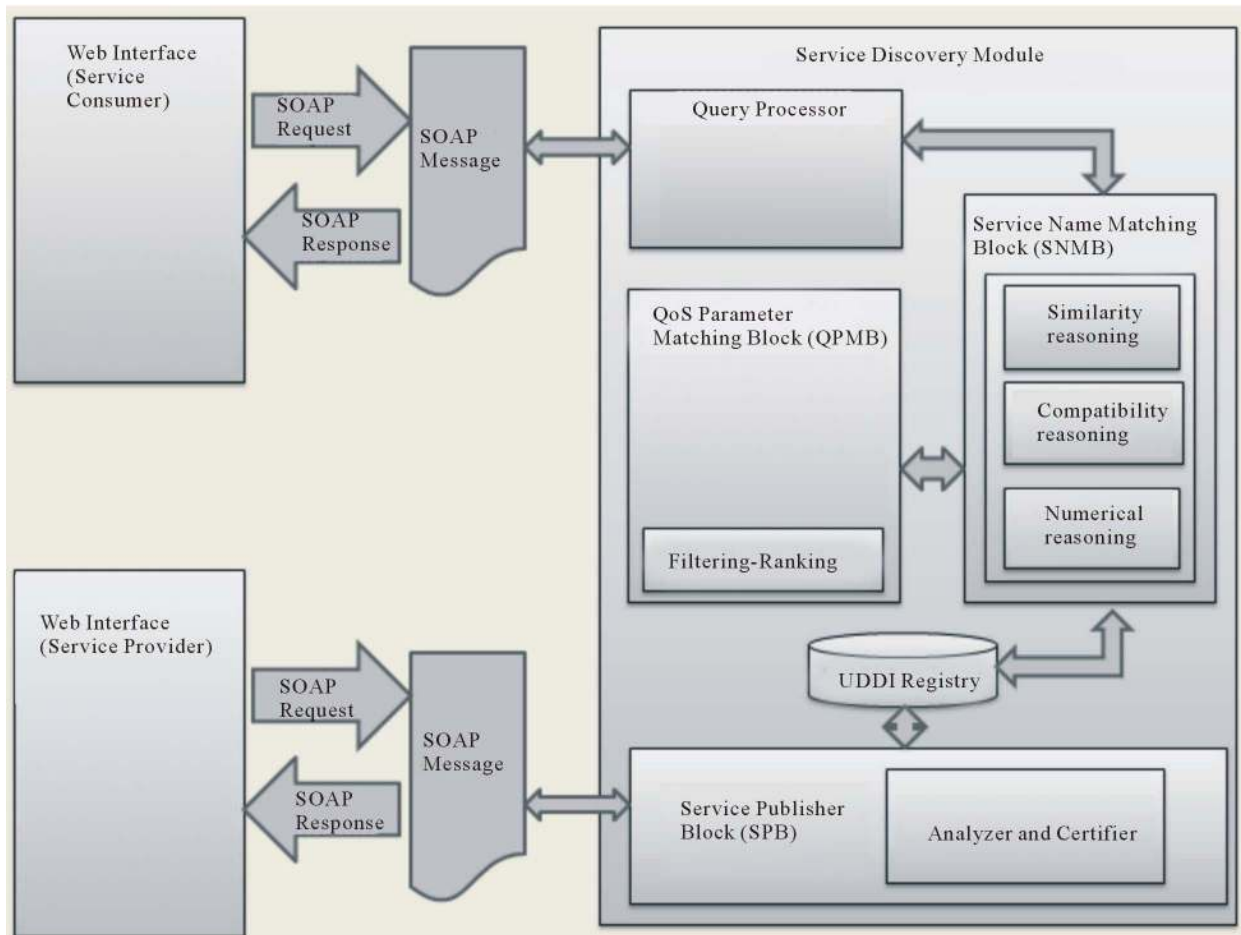 Web Interface
(Service
Consumer)
SOAP
Request
SOAP
Response
SOAP
Message
Service Discovery Module
Query Processor
Service Name Matching
Block (SNMB)
Similarity
reasoning
Compatibility
reasoning
Numerical
reasoning
QoS Parameter
Matching Block (QPMB)
Filtering-Ranking
UDDI Registry
Web Interface
(Service Provider)
SOAP
Request
SOAP
Response
SOAP
Message
Service Publisher
Block (SPB)
Analyzer and Certifier